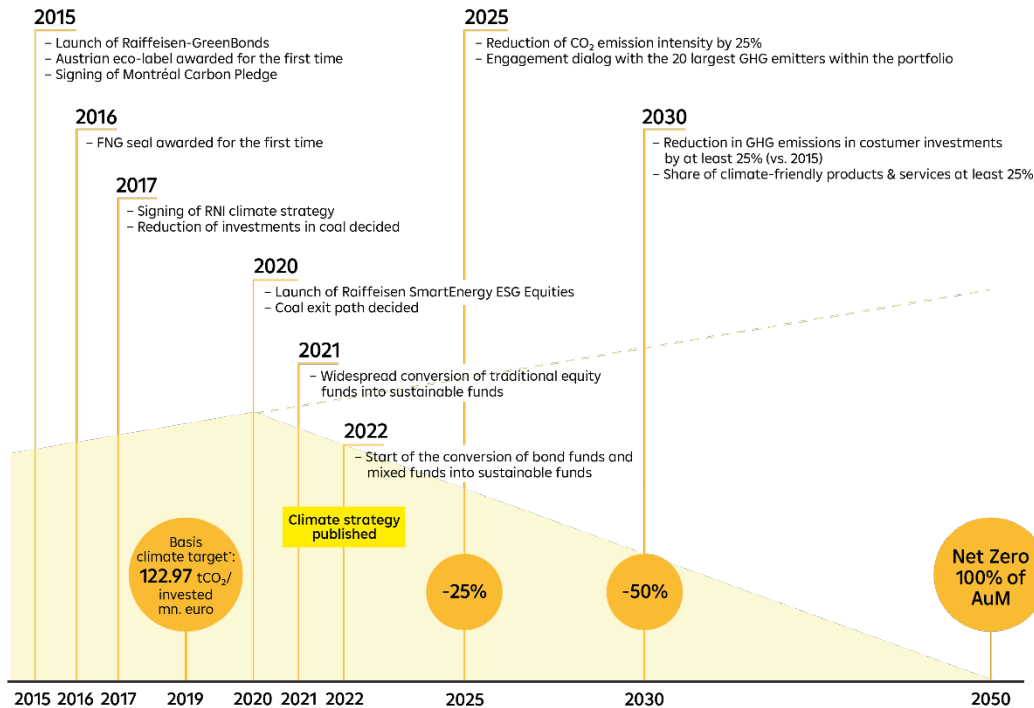 2015
– Launch of Raiffeisen-GreenBonds
– Austrian eco-label awarded for the first time
– Signing of Montréal Carbon Pledge
2016
– FNG seal awarded for the first time
2017
– Signing of RNI climate strategy
– Reduction of investments in coal decided
2020
– Launch of Raiffeisen SmartEnergy ESG Equities
– Coal exit path decided
2021
– Widespread conversion of traditional equity
funds into sustainable funds
2022
– Start of the conversion of bond funds and
mixed funds into sustainable funds
2025
– Reduction of CO₂ emission intensity by 25%
– Engagement dialog with the 20 largest GHG emitters within the portfolio
2030
– Reduction in GHG emissions in costumer investments
by at least 25% (vs. 2015)
– Share of climate-friendly products & services at least 25%
Climate strategy
published
Basis
climate target*:
122.97 tCO₂/
invested
mn. euro
-25%
-50%
Net Zero
100% of
AuM
2015 2016 2017 2019 2020 2021 2022 2025 2030 2050